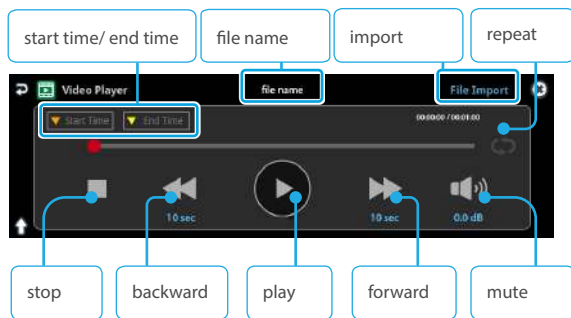 start time/ end time
file name
import
repeat
Video Player
file name
File Import
Start Time
End Time
00:00:00 / 00:01:00
10 sec
10 sec
0.0 dB
stop
backward
play
forward
mute